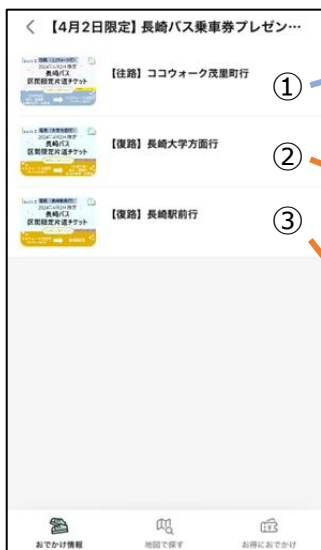 【4月2日限定】長崎バス乗車券プレゼン…
【往路】ココウォーク茂里町行
①
長崎バス
区間限定片道チケット
【復路】長崎大学方面行
②
長崎バス
区間限定片道チケット
【復路】長崎駅前行
③
長崎バス
区間限定片道チケット
おでかけ情報
地図で探す
お得におでかけ